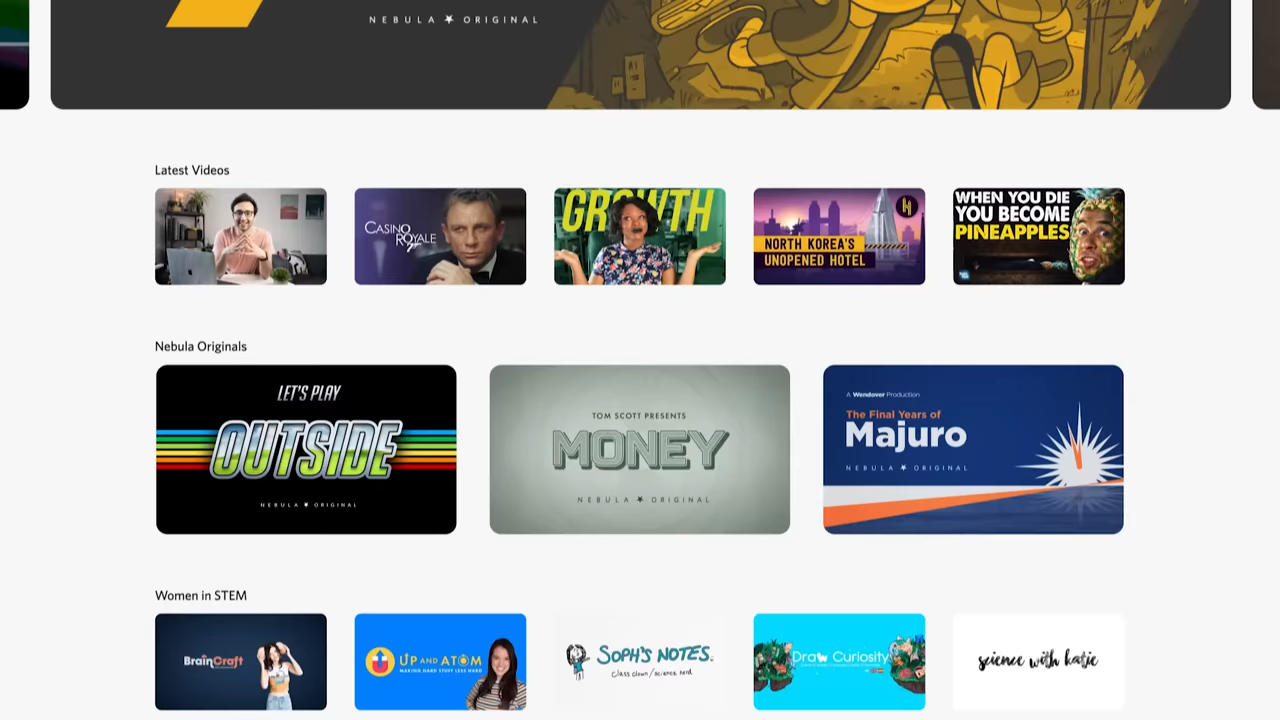 NEBULA ★ ORIGINAL
Latest Videos
CASINO
ROYALE
GROWTH
NORTH KOREA'S
UNOPENED HOTEL
WHEN YOU DIE
YOU BECOME
PINEAPPLES
Nebula Originals
LET'S PLAY
OUTSIDE
NEBULA ★ ORIGINAL
TOM SCOTT PRESENTS
MONEY
NEBULA ★ ORIGINAL
A Wendover Production
The Final Years of
Majuro
NEBULA ★ ORIGINAL
Women in STEM
BrainCraft
UP AND ATOM
MAKING HARD STUFF LESS HARD
SOPH'S NOTES.
class clown/science nerd
Draw Curiosity
science with katie